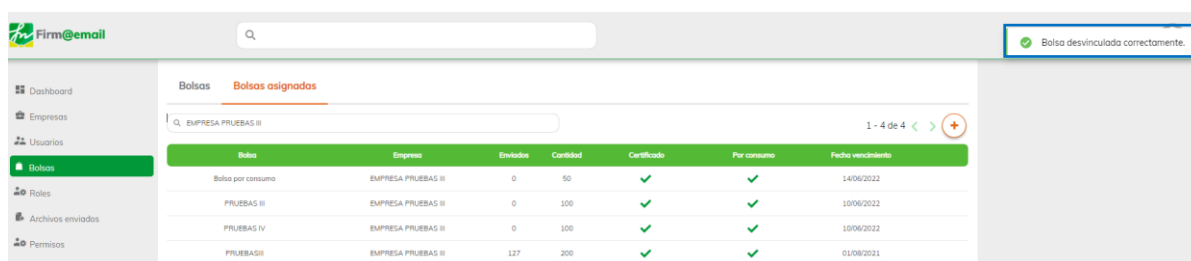 Firm@email
Bolsa desvinculada correctamente.
Dashboard
Empresas
Usuarios
Bolsas
Roles
Archivos enviados
Permisos
Bolsas Bolsas asignadas
EMPRESA PRUEBAS III
1 - 4 de 4
Bolsa Empresa Enviados Cantidad Certificado Por consumo Fecha vencimiento
Bolsa por consumo EMPRESA PRUEBAS III 0 50 14/06/2022
PRUEBAS III EMPRESA PRUEBAS III 0 100 10/06/2022
PRUEBAS IV EMPRESA PRUEBAS III 0 100 10/06/2022
PRUEBASIII EMPRESA PRUEBAS III 127 200 01/08/2021